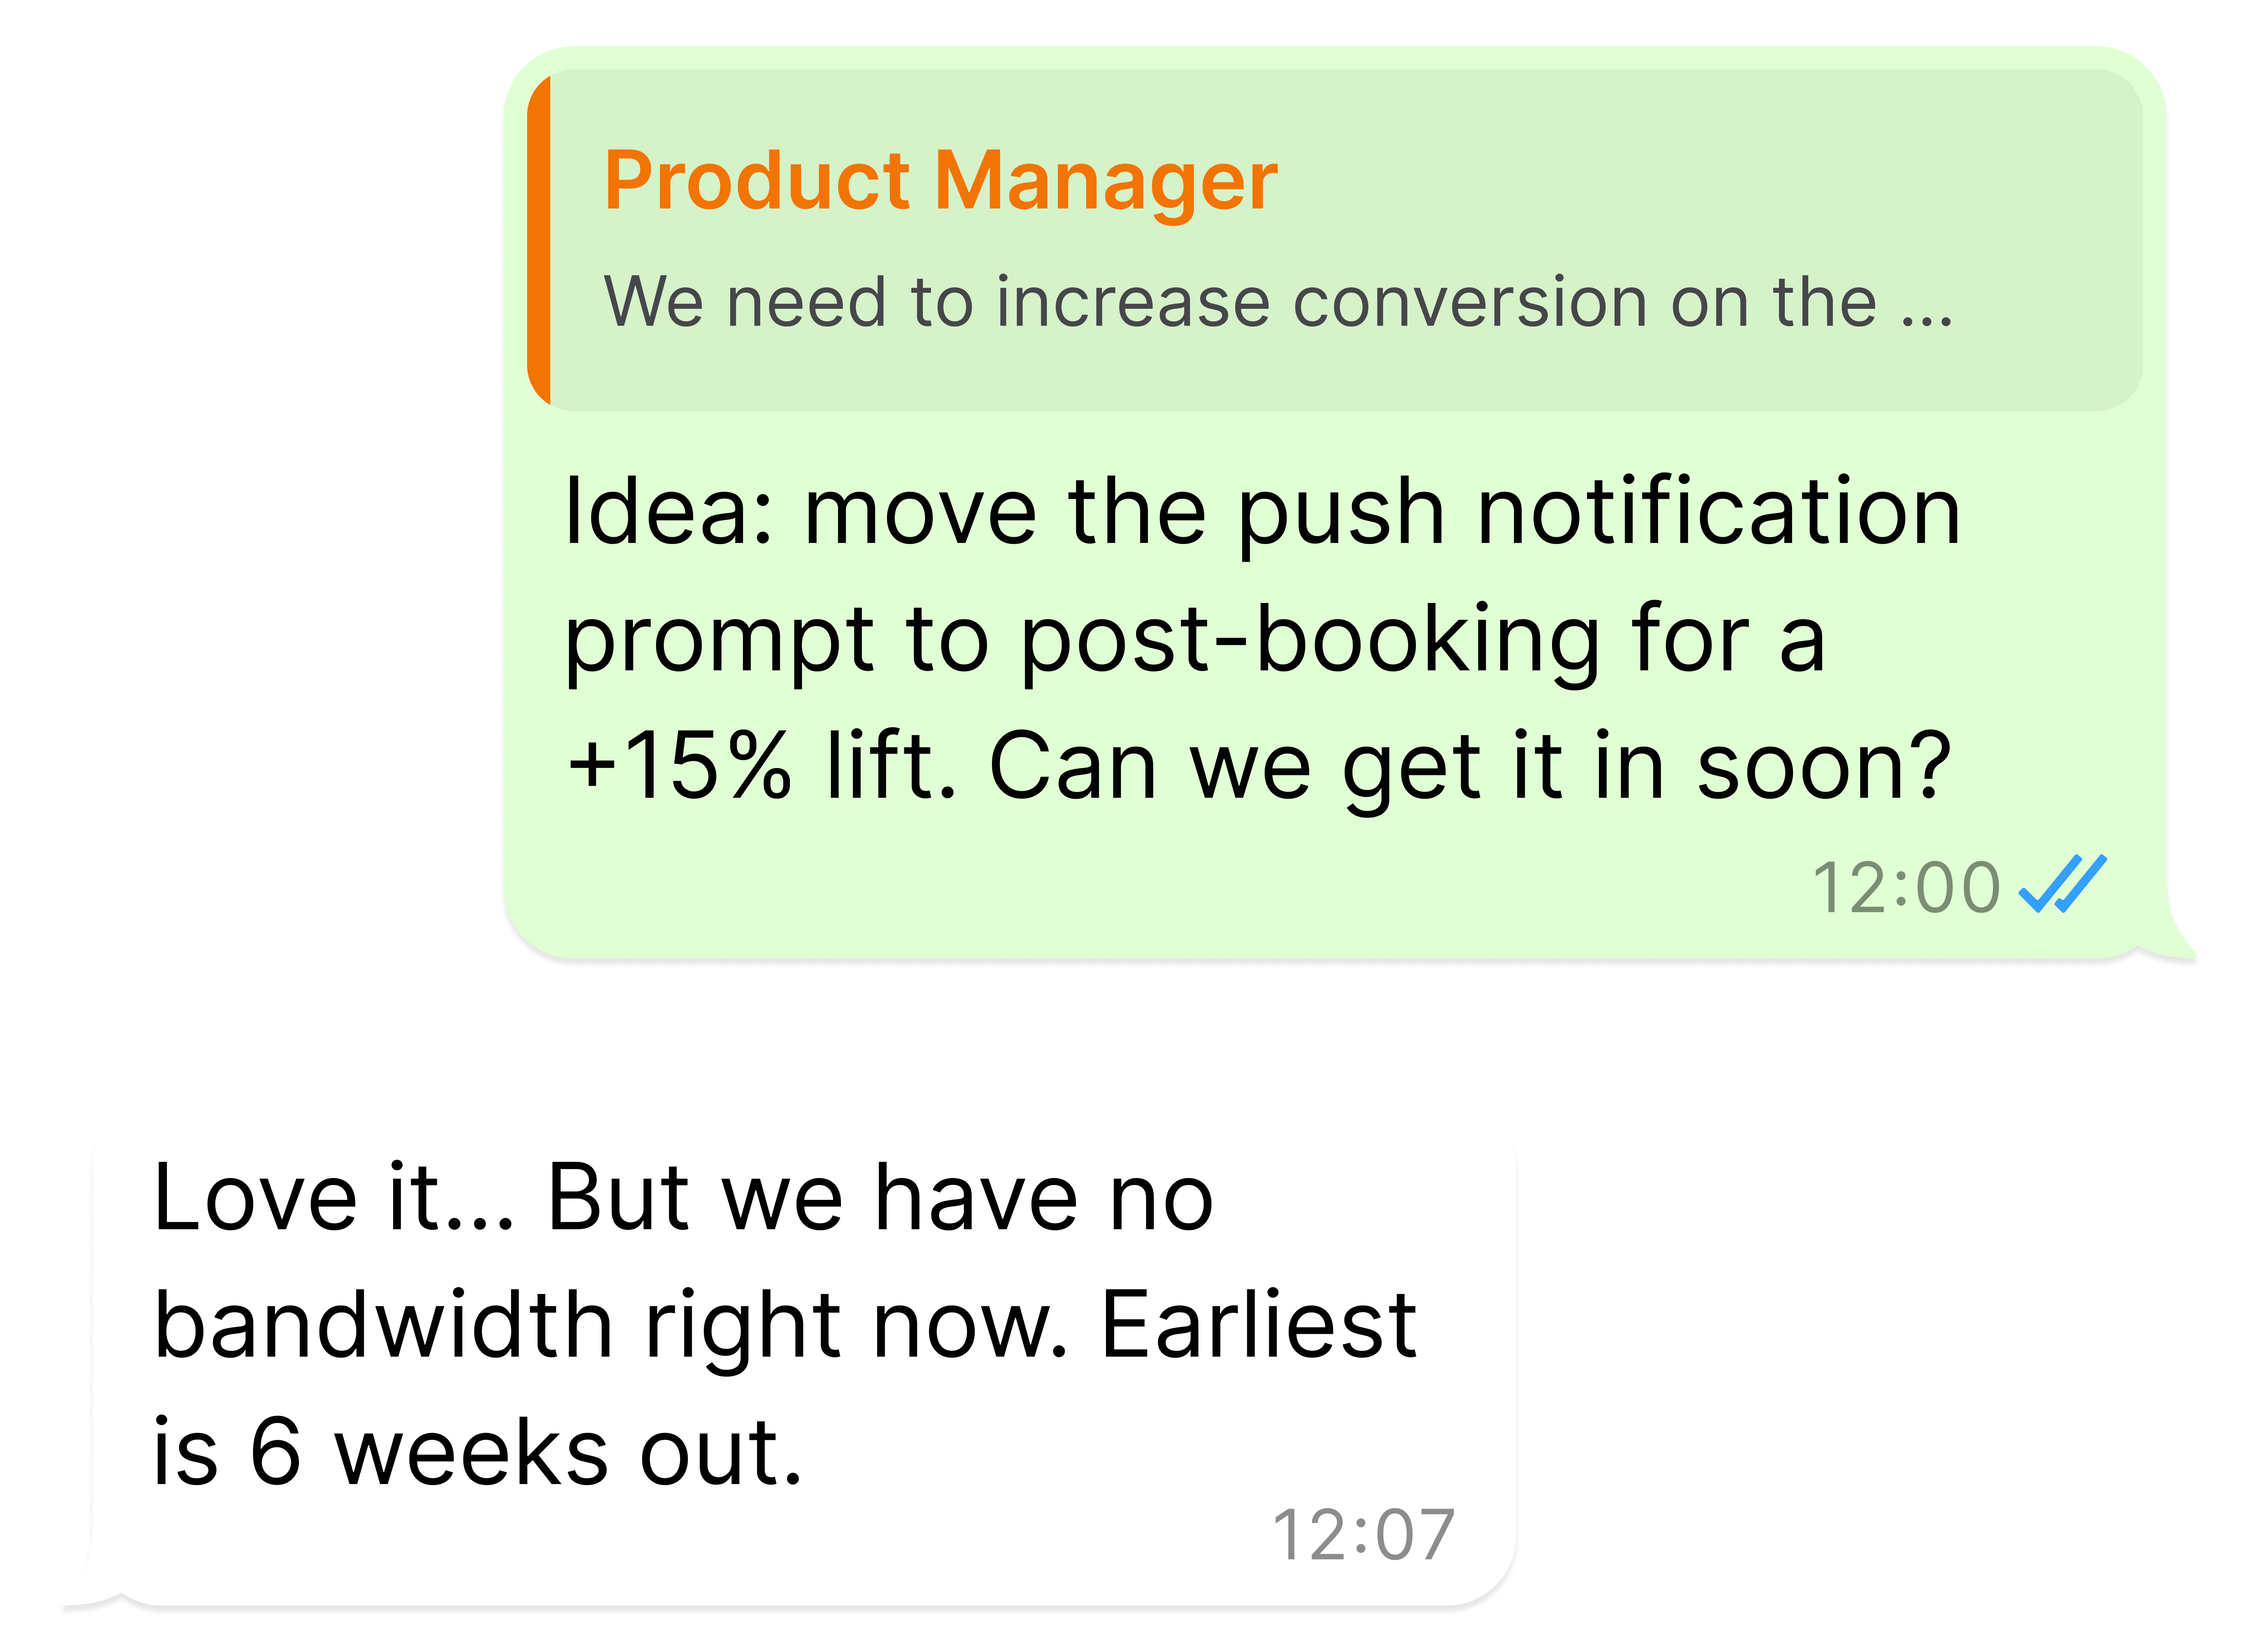 Product Manager
We need to increase conversion on the ...
Idea: move the push notification
prompt to post-booking for a
+15% lift. Can we get it in soon?
12:00
Love it... But we have no
bandwidth right now. Earliest
is 6 weeks out.
12:07